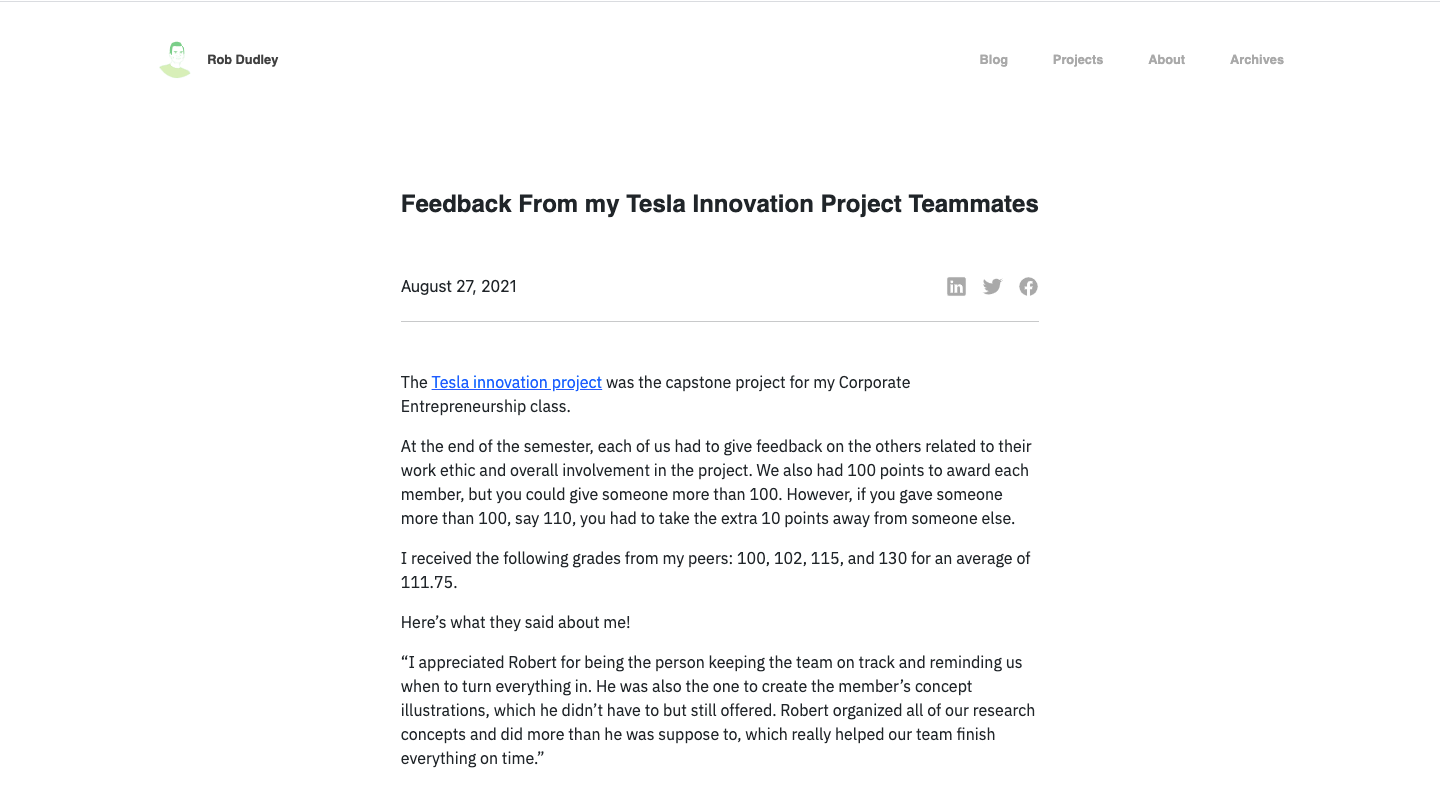 Rob Dudley
Blog Projects About Archives
Feedback From my Tesla Innovation Project Teammates
August 27, 2021
The Tesla innovation project was the capstone project for my Corporate
Entrepreneurship class.
At the end of the semester, each of us had to give feedback on the others related to their
work ethic and overall involvement in the project. We also had 100 points to award each
member, but you could give someone more than 100. However, if you gave someone
more than 100, say 110, you had to take the extra 10 points away from someone else.
I received the following grades from my peers: 100, 102, 115, and 130 for an average of
111.75.
Here’s what they said about me!
“I appreciated Robert for being the person keeping the team on track and reminding us
when to turn everything in. He was also the one to create the member’s concept
illustrations, which he didn’t have to but still offered. Robert organized all of our research
concepts and did more than he was suppose to, which really helped our team finish
everything on time.”